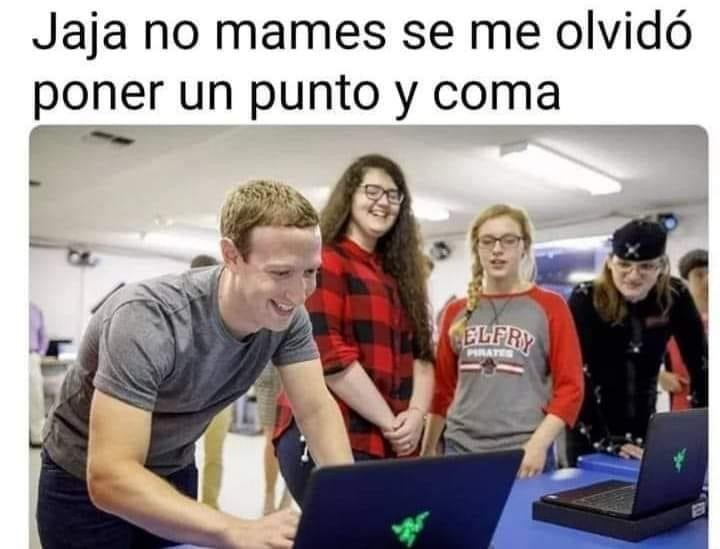 Jaja no mames se me olvidó
poner un punto y coma
ELFRY
PIRATES